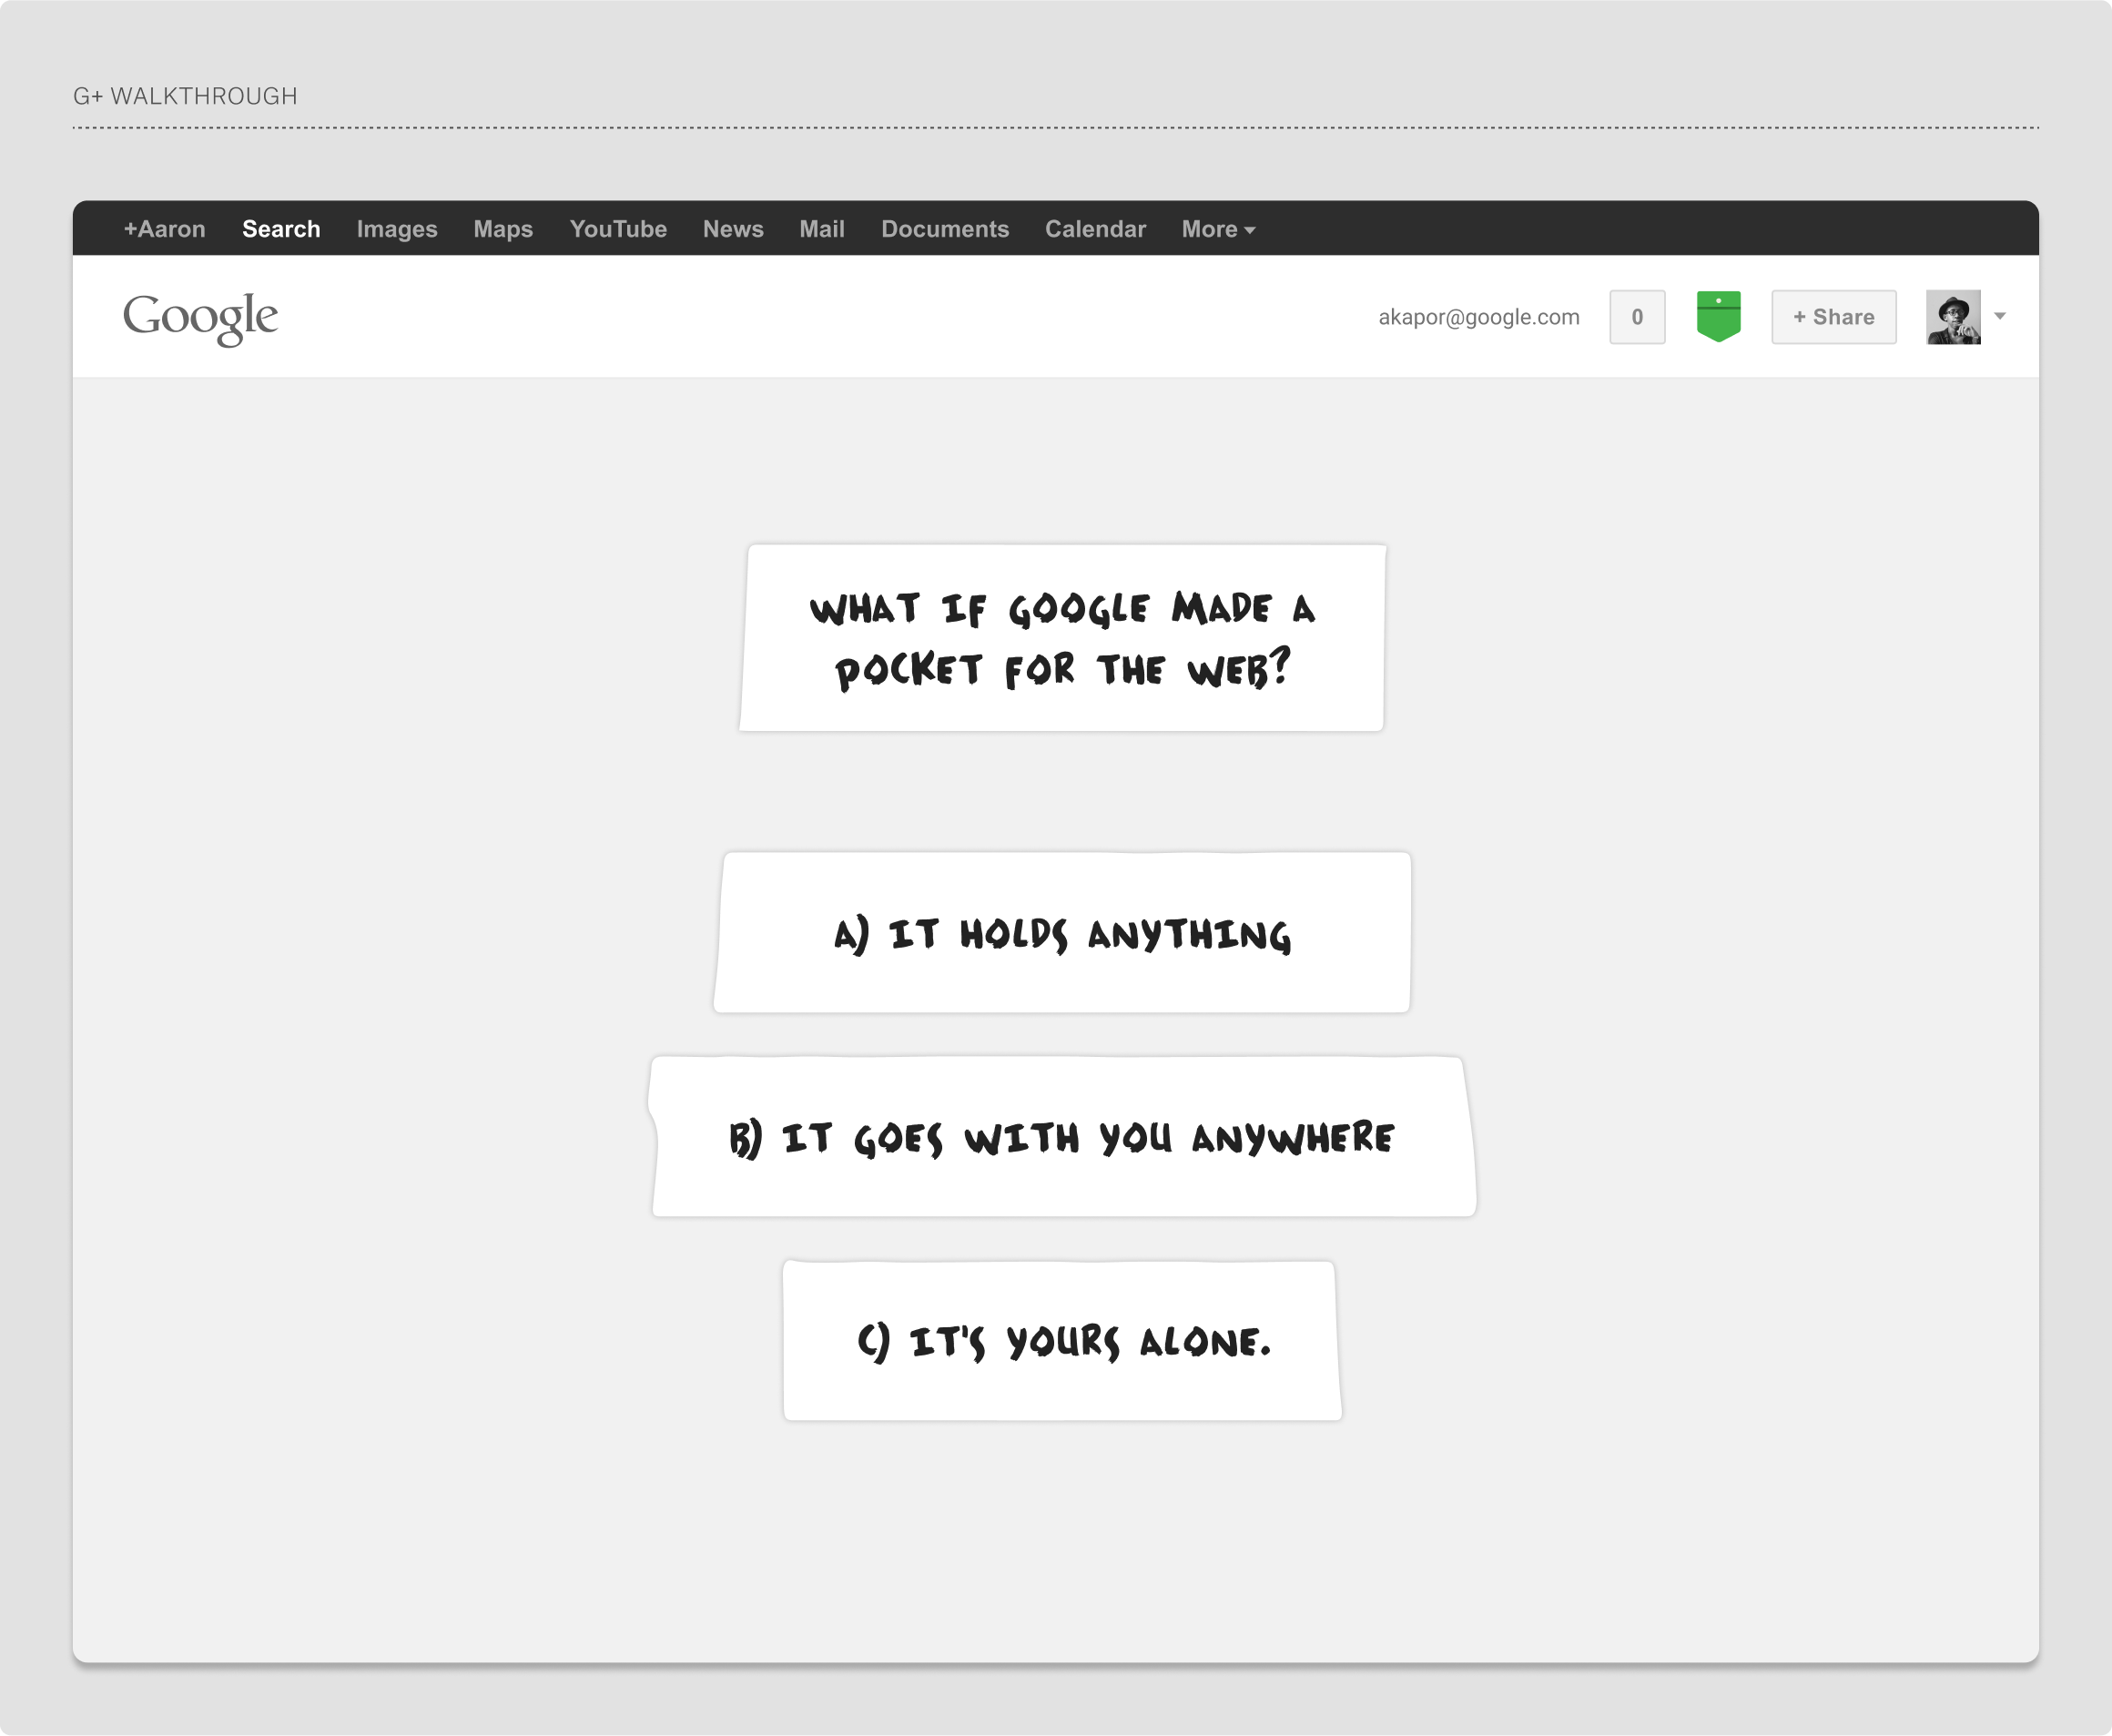 G+ WALKTHROUGH
+Aaron Search Images Maps YouTube News Mail Documents Calendar More
Google akapor@google.com 0 + Share
WHAT IF GOOGLE MADE A
POCKET FOR THE WEB?
A) IT HOLDS ANYTHING
B) IT GOES WITH YOU ANYWHERE
C) IT'S YOURS ALONE.